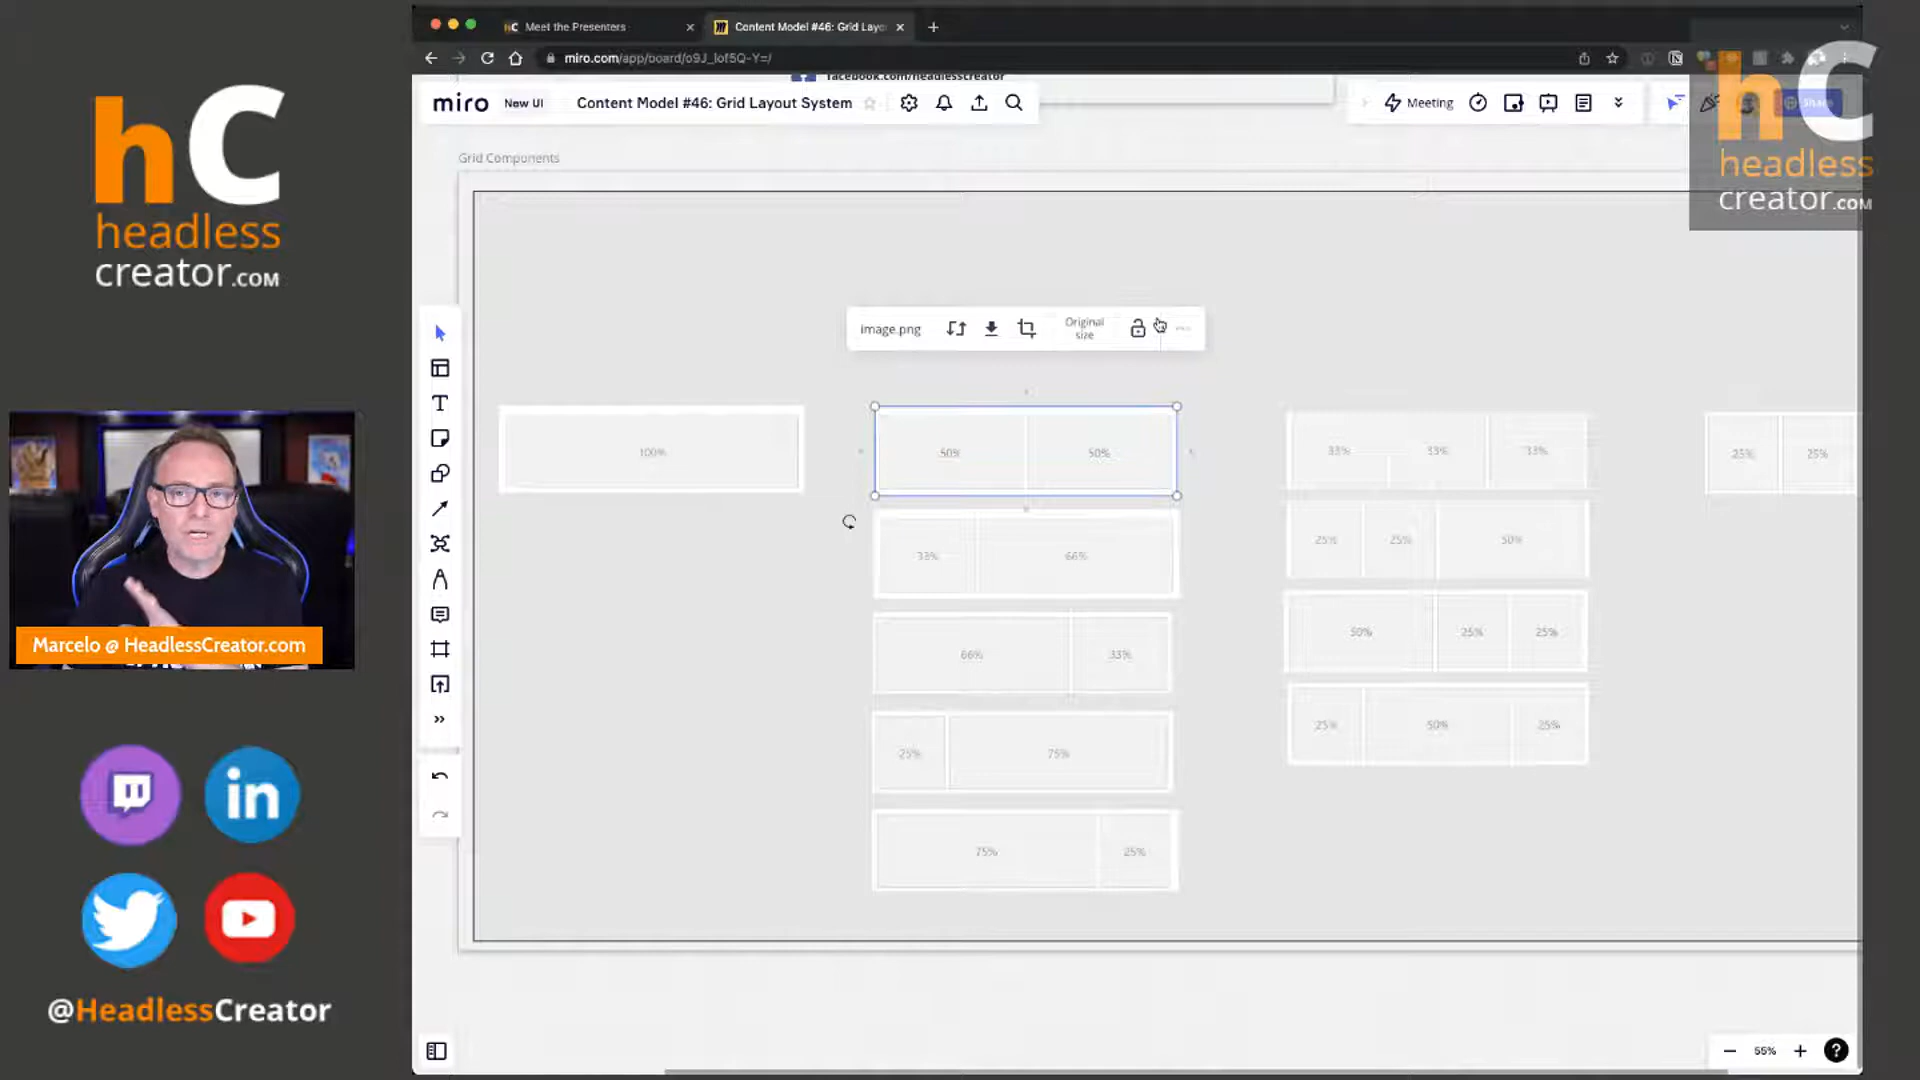 hC
headless
creator.COM
Marcelo @ HeadlessCreator.com
@HeadlessCreator
Meet the Presenters
Content Model #46: Grid Layo
miro.com/app/board/o9J_lof5Q-Y=/
facebook.com/headlesscreator
miro
New UI
Content Model #46: Grid Layout System
Meeting
Share
hC
headless
creator.COM
Grid Components
image.png
Original
size
100%
50% 50%
33% 66%
66% 33%
25% 75%
75% 25%
33% 33% 33%
25% 25% 50%
50% 25% 25%
25% 50% 25%
25% 25%
55%